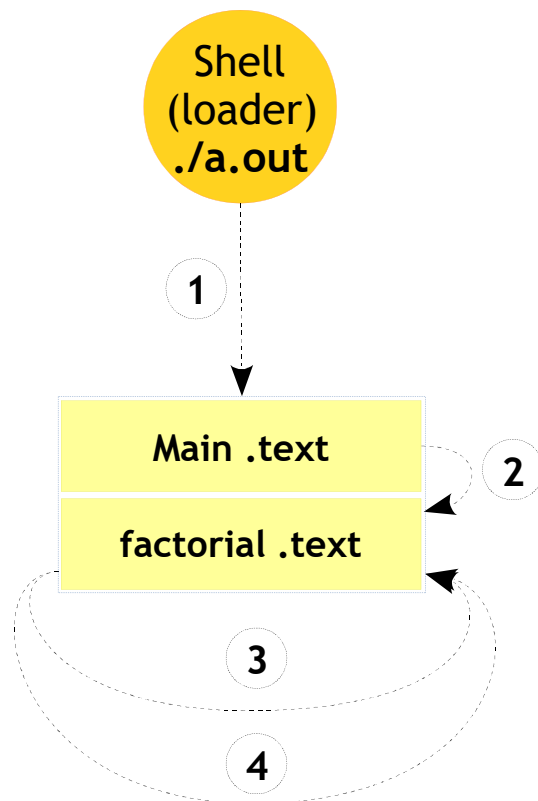 Shell
(loader)
./a.out
1
Main .text
2
factorial .text
3
4